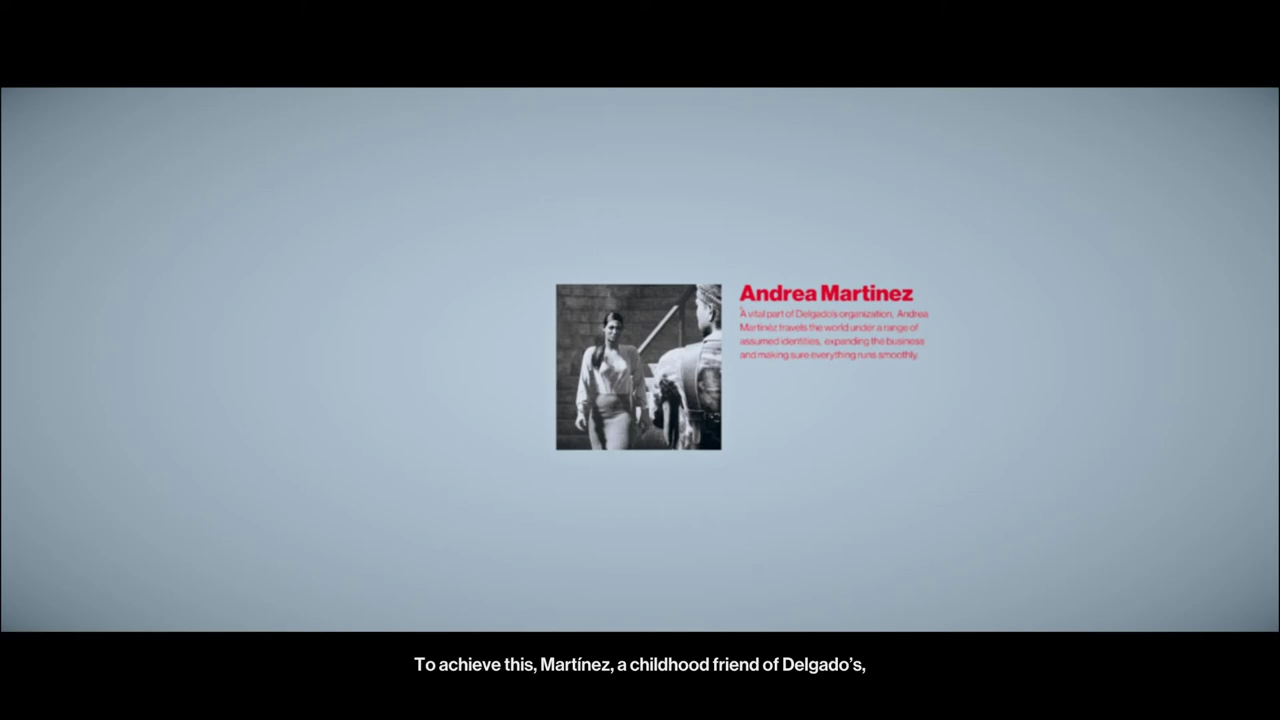 Andrea Martinez
A vital part of Delgado's organization, Andrea
Martinéz travels the world under a range of
assumed identities, expanding the business
and making sure everything runs smoothly.
To achieve this, Martínez, a childhood friend of Delgado's,